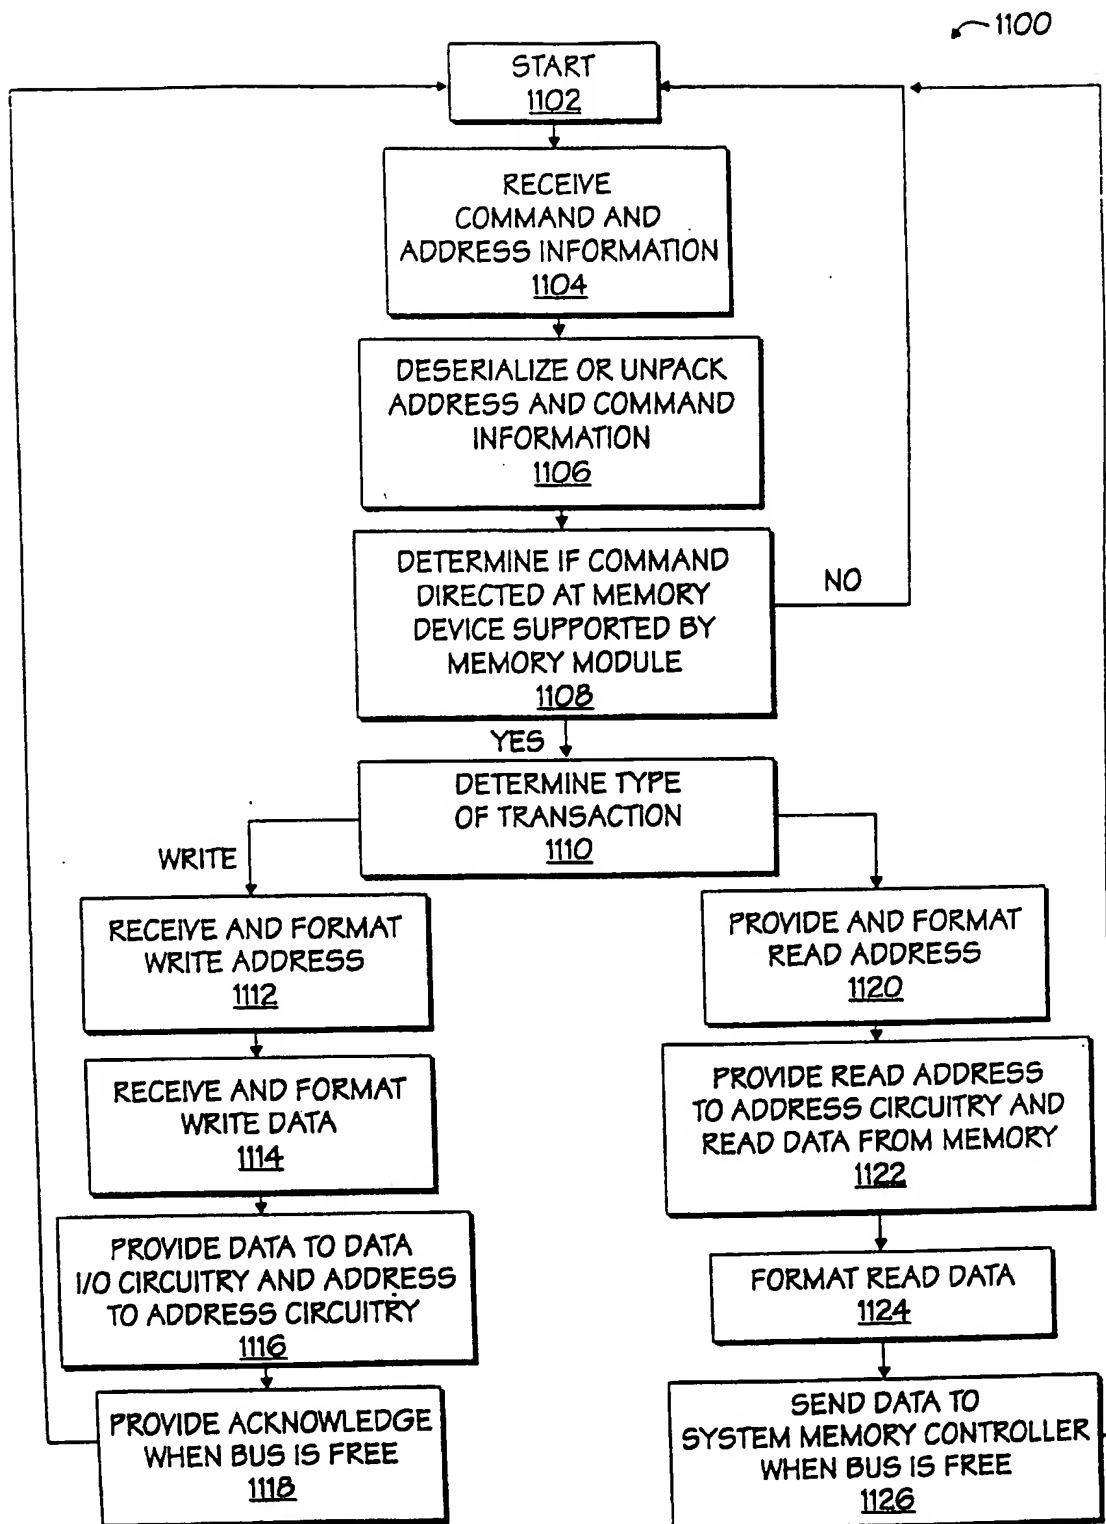 1100
START
1102
RECEIVE
COMMAND AND
ADDRESS INFORMATION
1104
DESERIALIZE OR UNPACK
ADDRESS AND COMMAND
INFORMATION
1106
DETERMINE IF COMMAND
DIRECTED AT MEMORY
DEVICE SUPPORTED BY
MEMORY MODULE
1108
NO
YES
DETERMINE TYPE
OF TRANSACTION
1110
WRITE
RECEIVE AND FORMAT
WRITE ADDRESS
1112
RECEIVE AND FORMAT
WRITE DATA
1114
PROVIDE DATA TO DATA
I/O CIRCUITRY AND ADDRESS
TO ADDRESS CIRCUITRY
1116
PROVIDE ACKNOWLEDGE
WHEN BUS IS FREE
1118
PROVIDE AND FORMAT
READ ADDRESS
1120
PROVIDE READ ADDRESS
TO ADDRESS CIRCUITRY AND
READ DATA FROM MEMORY
1122
FORMAT READ DATA
1124
SEND DATA TO
SYSTEM MEMORY CONTROLLER
WHEN BUS IS FREE
1126